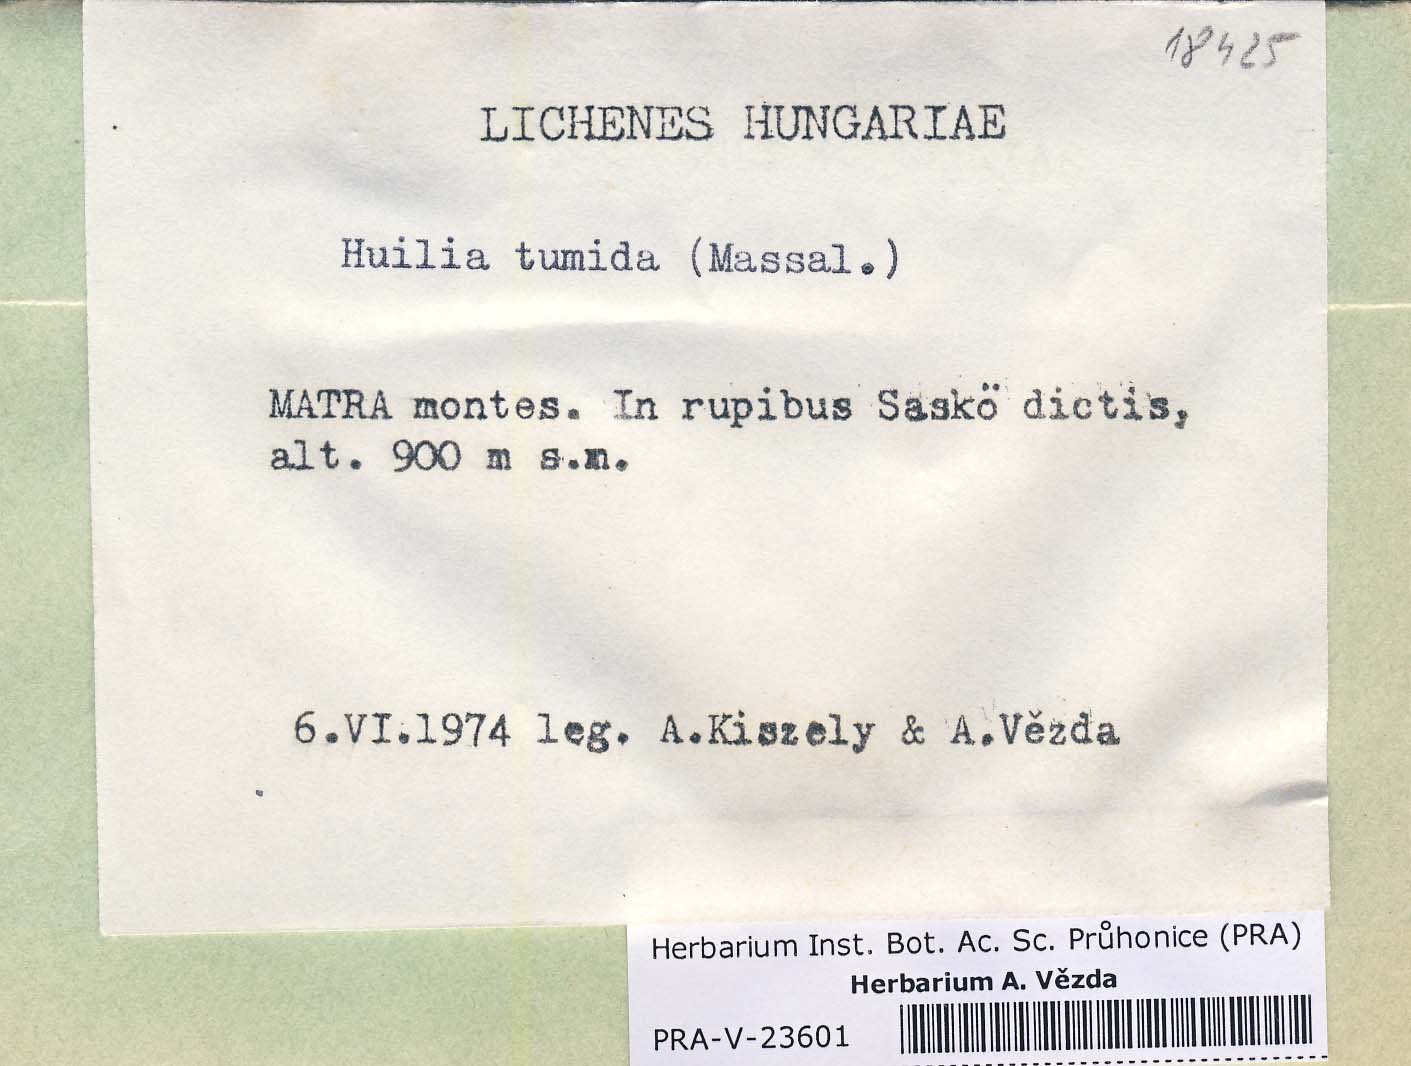 18425
LICHENES HUNGARIAE
Huilia tumida (Massal.)
MATRA montes. In rupibus Saskö dictis,
alt. 900 m s.m.
6.VI.1974 leg. A.Kiszely & A.Vězda
Herbarium Inst. Bot. Ac. Sc. Průhonice (PRA)
Herbarium A. Vězda
PRA-V-23601